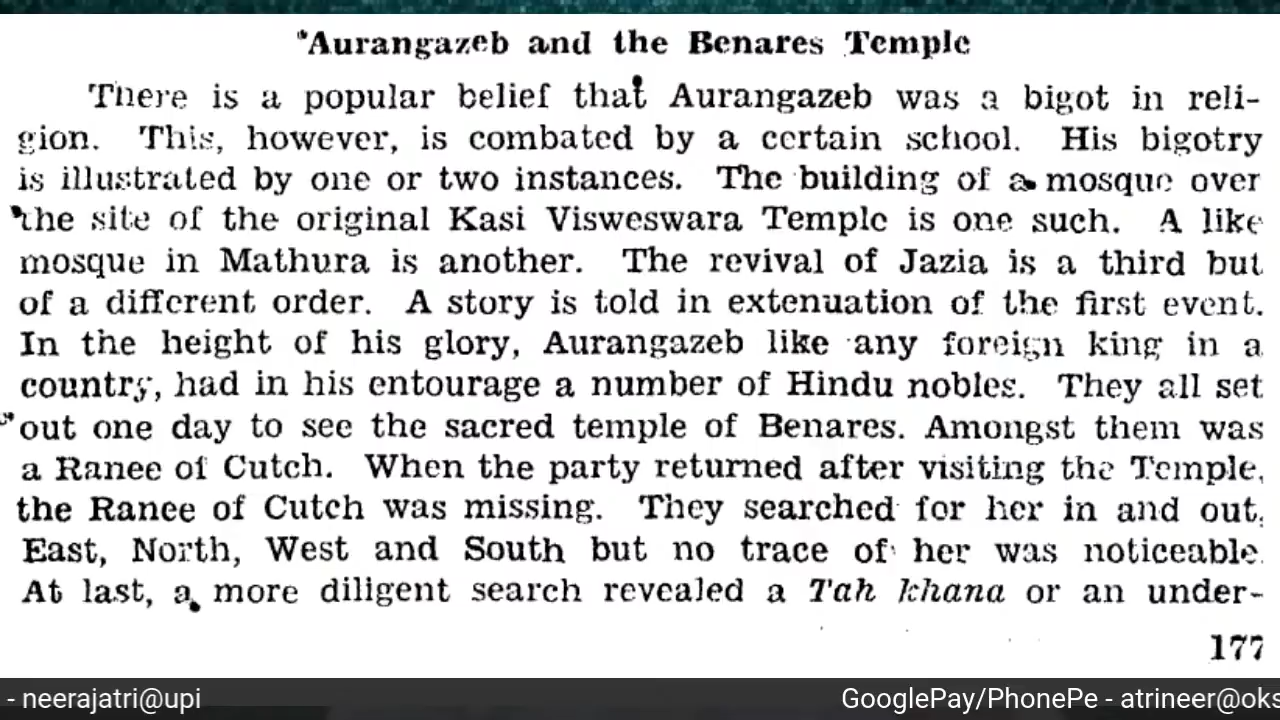 Aurangazeb and the Benares Temple
There is a popular belief that Aurangazeb was a bigot in reli-
gion. This, however, is combated by a certain school. His bigotry
is illustrated by one or two instances. The building of a mosque over
the site of the original Kasi Visweswara Temple is one such. A like
mosque in Mathura is another. The revival of Jazia is a third but
of a different order. A story is told in extenuation of the first event.
In the height of his glory, Aurangazeb like any foreign king in a
country, had in his entourage a number of Hindu nobles. They all set
out one day to see the sacred temple of Benares. Amongst them was
a Ranee of Cutch. When the party returned after visiting the Temple,
the Ranee of Cutch was missing. They searched for her in and out,
East, North, West and South but no trace of her was noticeable.
At last, a more diligent search revealed a Tah khana or an under-
177
- neerajatri@upi GooglePay/PhonePe - atrineer@oks